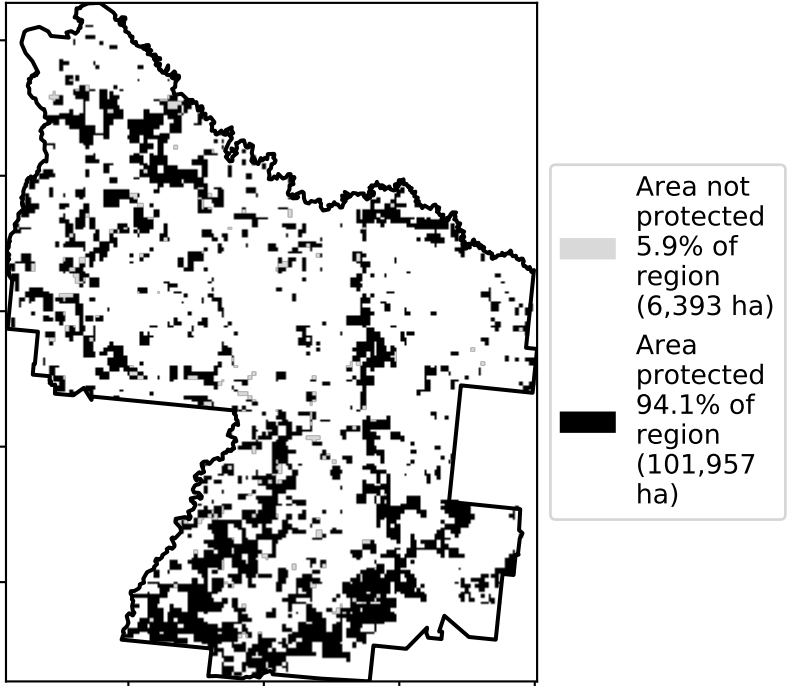 Area not
protected
5.9% of
region
(6,393 ha)
Area
protected
94.1% of
region
(101,957
ha)